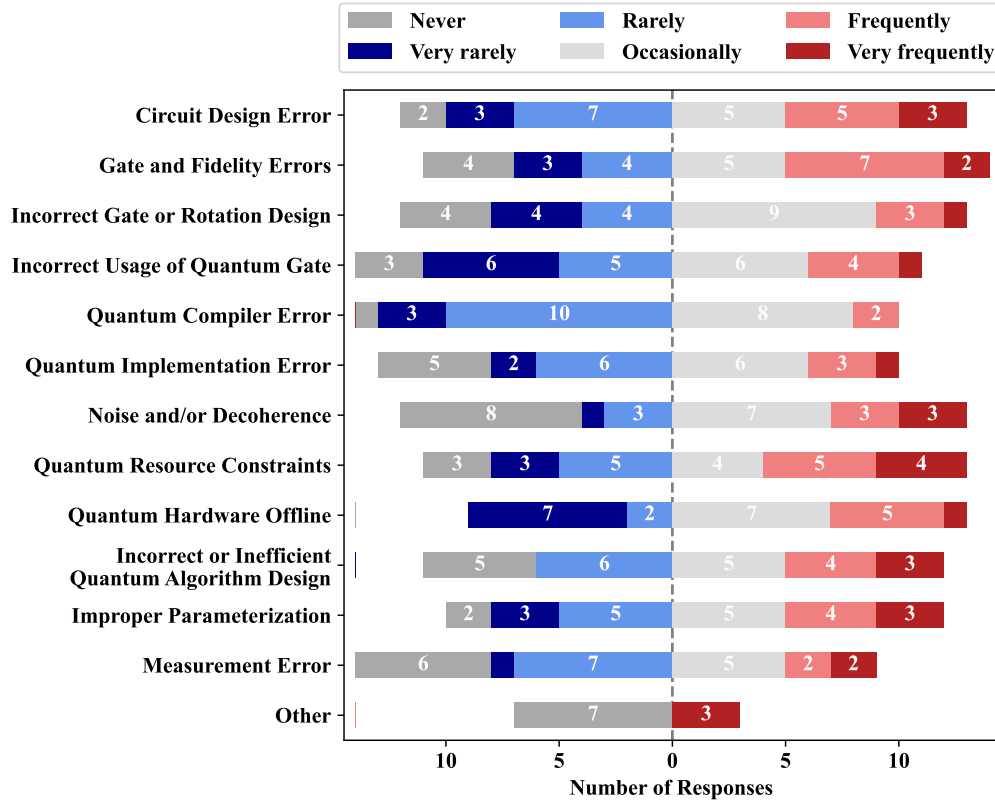 Never Rarely Frequently
Very rarely Occasionally Very frequently
Circuit Design Error 2 3 7 5 5 3
Gate and Fidelity Errors 4 3 4 5 7 2
Incorrect Gate or Rotation Design 4 4 4 9 3
Incorrect Usage of Quantum Gate 3 6 5 6 4
Quantum Compiler Error 3 10 8 2
Quantum Implementation Error 5 2 6 6 3
Noise and/or Decoherence 8 3 7 3 3
Quantum Resource Constraints 3 3 5 4 5 4
Quantum Hardware Offline 7 2 7 5
Incorrect or Inefficient
Quantum Algorithm Design 5 6 5 4 3
Improper Parameterization 2 3 5 5 4 3
Measurement Error 6 7 5 2 2
Other 7 3
10 5 0 5 10
Number of Responses